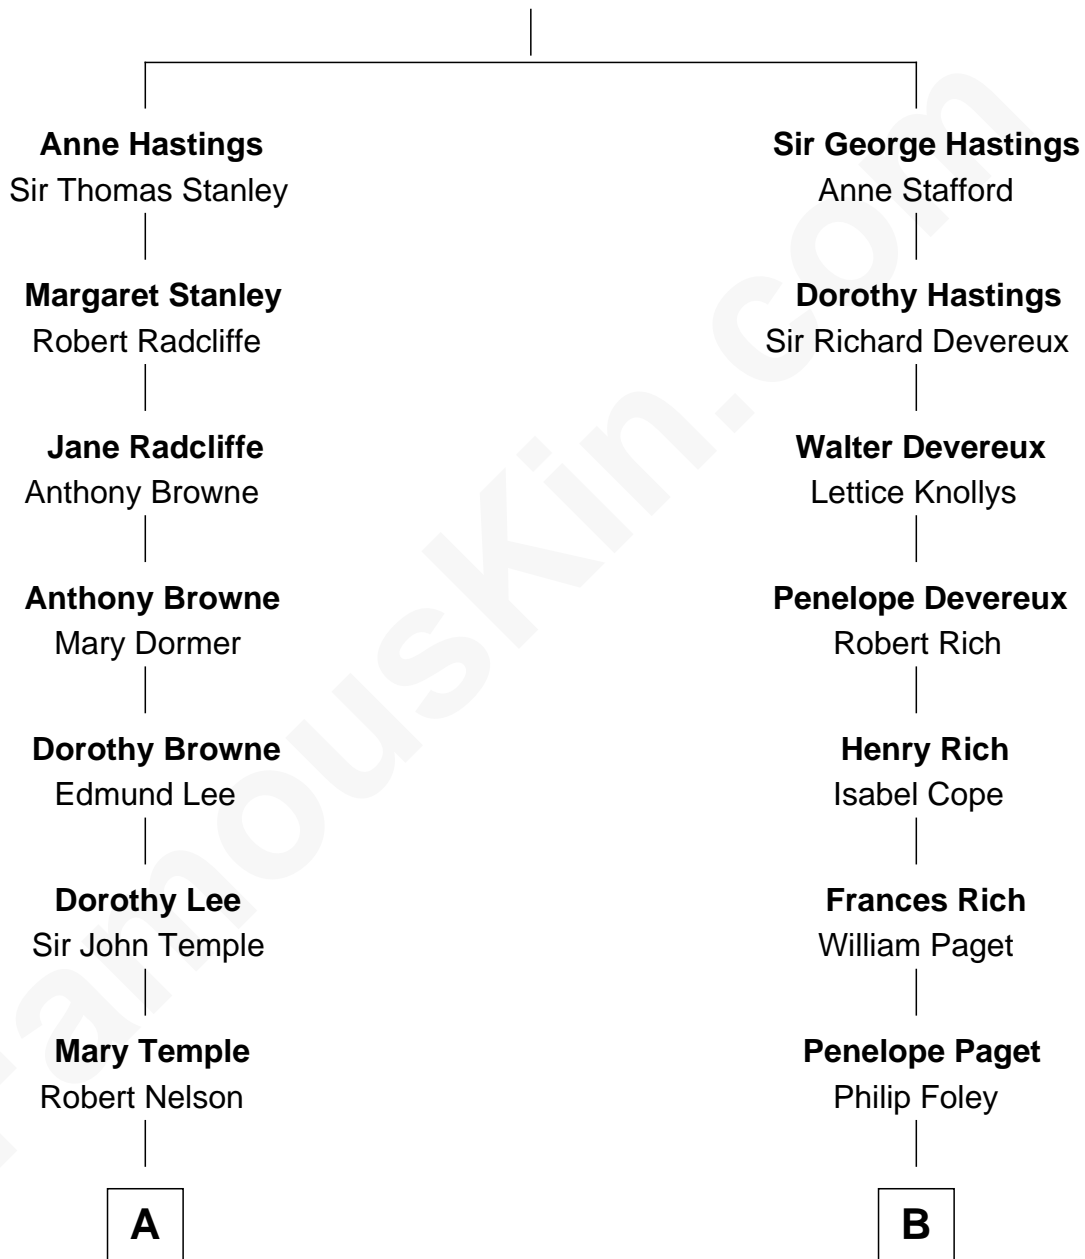 Anne Hastings
Sir Thomas Stanley
Margaret Stanley
Robert Radcliffe
Jane Radcliffe
Anthony Browne
Anthony Browne
Mary Dormer
Dorothy Browne
Edmund Lee
Dorothy Lee
Sir John Temple
Mary Temple
Robert Nelson
A
Sir George Hastings
Anne Stafford
Dorothy Hastings
Sir Richard Devereux
Walter Devereux
Lettice Knollys
Penelope Devereux
Robert Rich
Henry Rich
Isabel Cope
Frances Rich
William Paget
Penelope Paget
Philip Foley
B
FamousKin.com